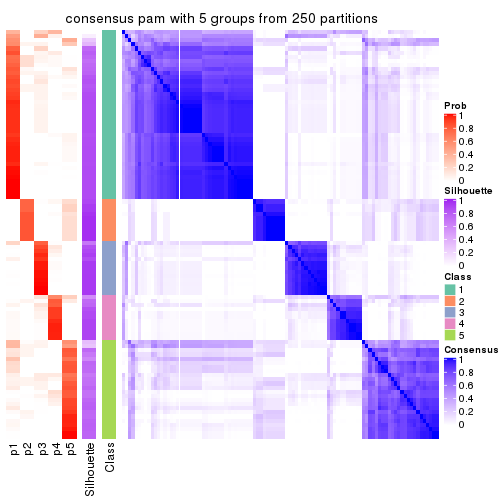 consensus pam with 5 groups from 250 partitions
p1
p2
p3
p4
p5
Silhouette
Class
Prob
1
0.8
0.6
0.4
0.2
0
Silhouette
1
0.8
0.6
0.4
0.2
0
Class
1
2
3
4
5
Consensus
1
0.8
0.6
0.4
0.2
0